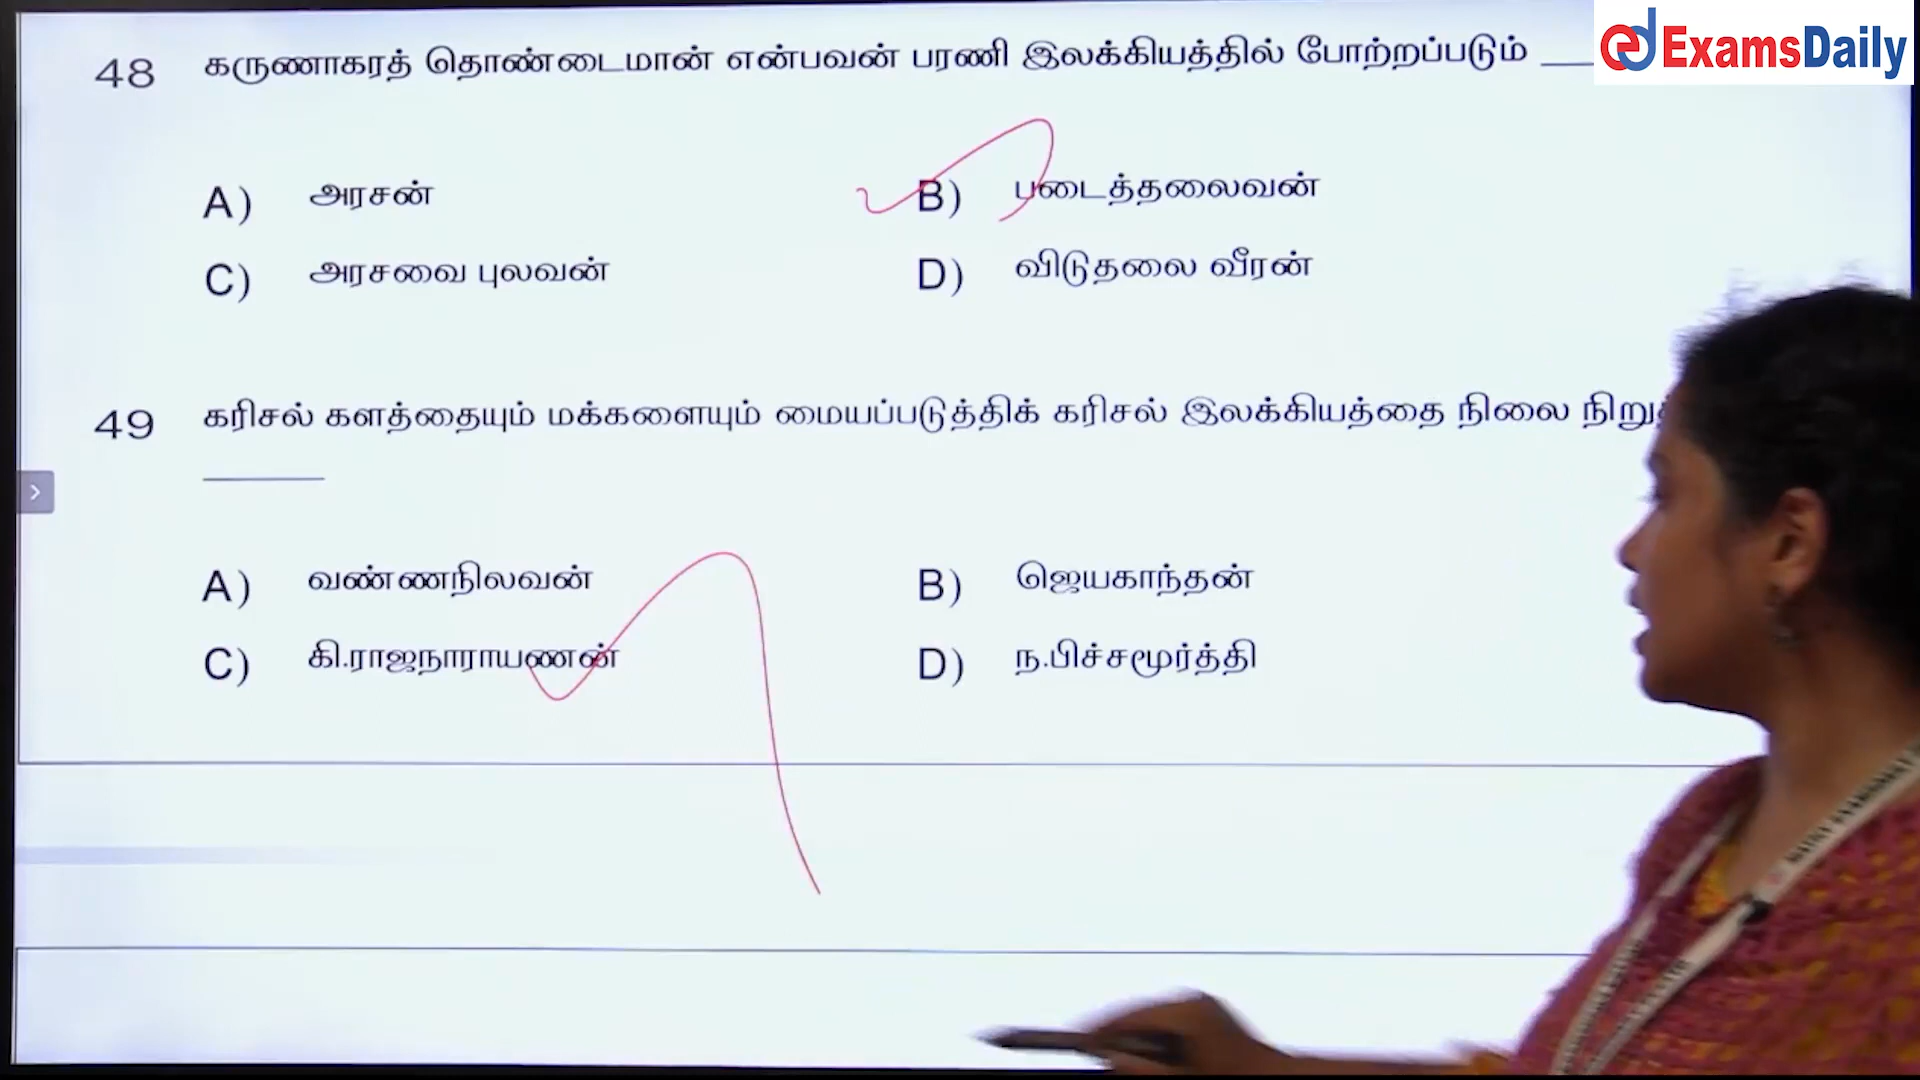 ExamsDaily
48 கருணாகரத் தொண்டைமான் என்பவன் பரணி இலக்கியத்தில் போற்றப்படும் ___
A) அரசன் B) படைத்தலைவன்
C) அரசவை புலவன் D) விடுதலை வீரன்
49 கரிசல் களத்தையும் மக்களையும் மையப்படுத்திக் கரிசல் இலக்கியத்தை நிலை
______
A) வண்ணநிலவன் B) ஜெயகாந்தன்
C) கி.ராஜநாராயணன் D) ந.பிச்சமூர்த்தி